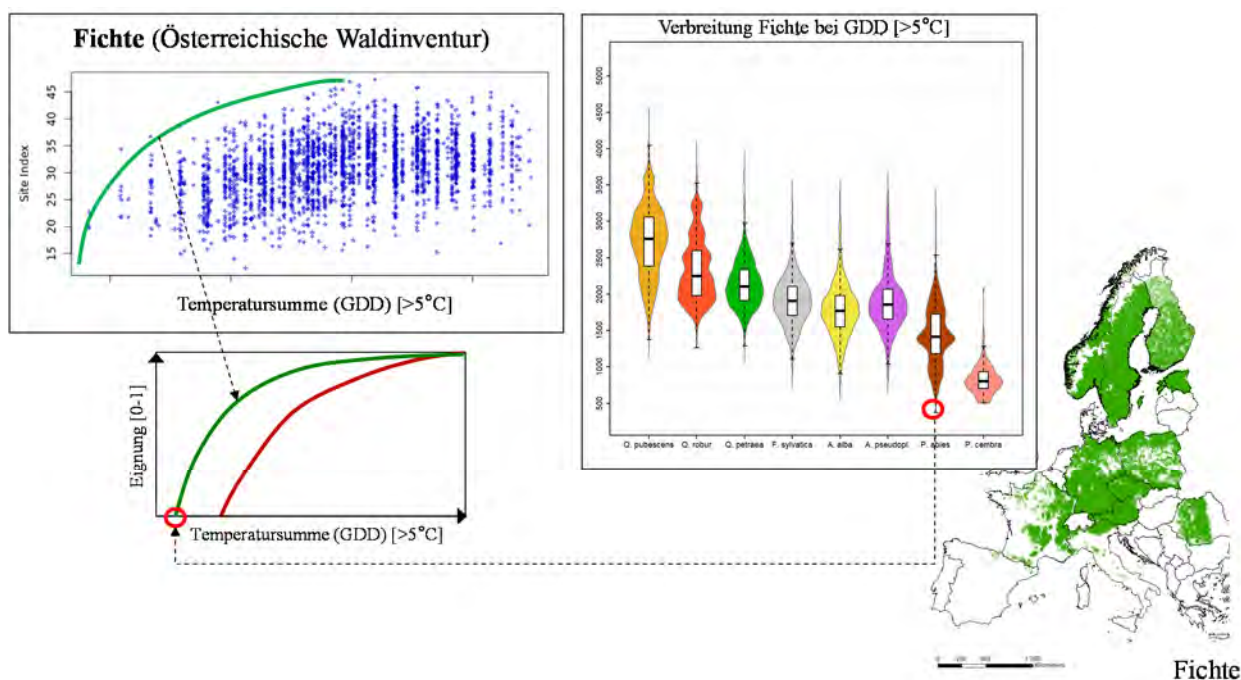 Fichte (Österreichische Waldinventur)
45
40
35
30
25
20
15
Site Index
Temperatursumme (GDD) [>5°C]
Eignung [0-1]
Temperatursumme (GDD) [>5°C]
Verbreitung Fichte bei GDD [>5°C]
5000
4500
4000
3500
3000
2500
2000
1500
1000
500
Q. pubescens Q. robur Q. petraea F. sylvatica A. alba A. pseudopl. P. abies P. cembra
Fichte